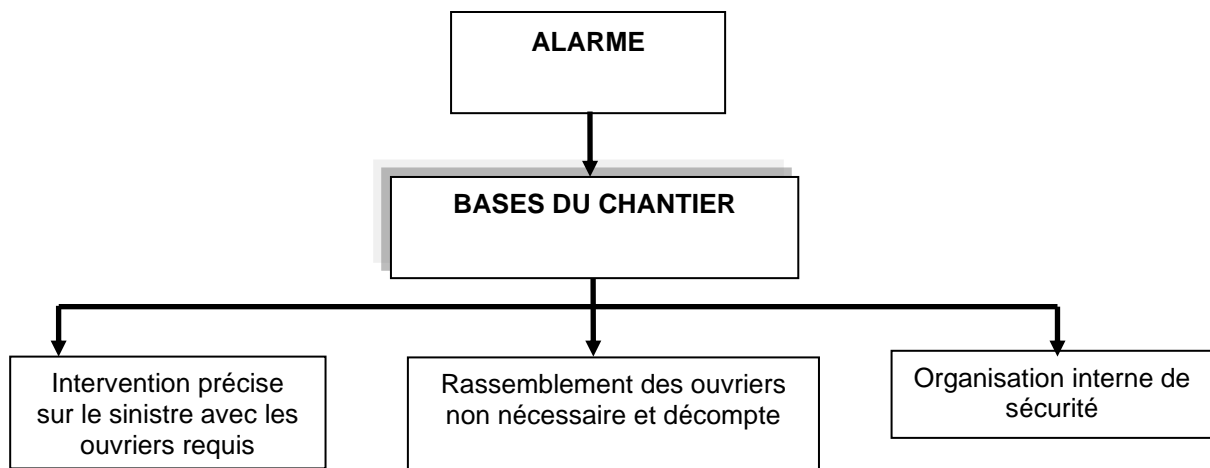 ALARME
BASES DU CHANTIER
Intervention précise
sur le sinistre avec les
ouvriers requis
Rassemblement des ouvriers
non nécessaire et décompte
Organisation interne de
sécurité